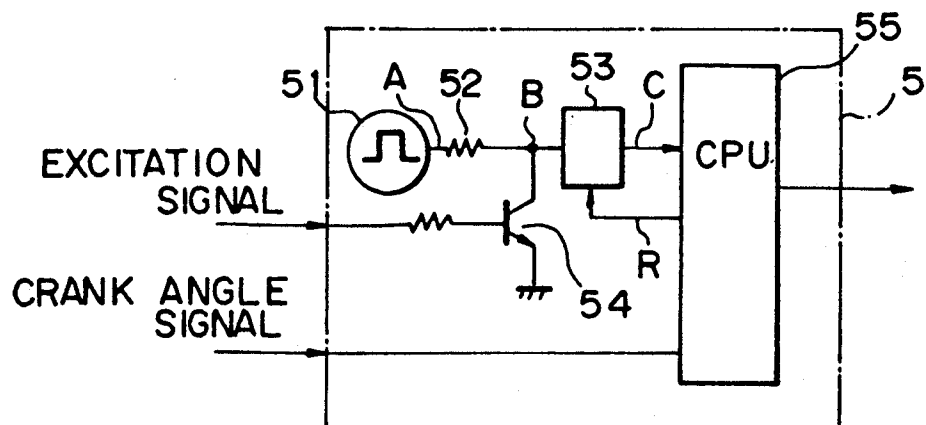 55
53
5
51
A
52
B
C
CPU
EXCITATION
SIGNAL
R
54
CRANK ANGLE
SIGNAL